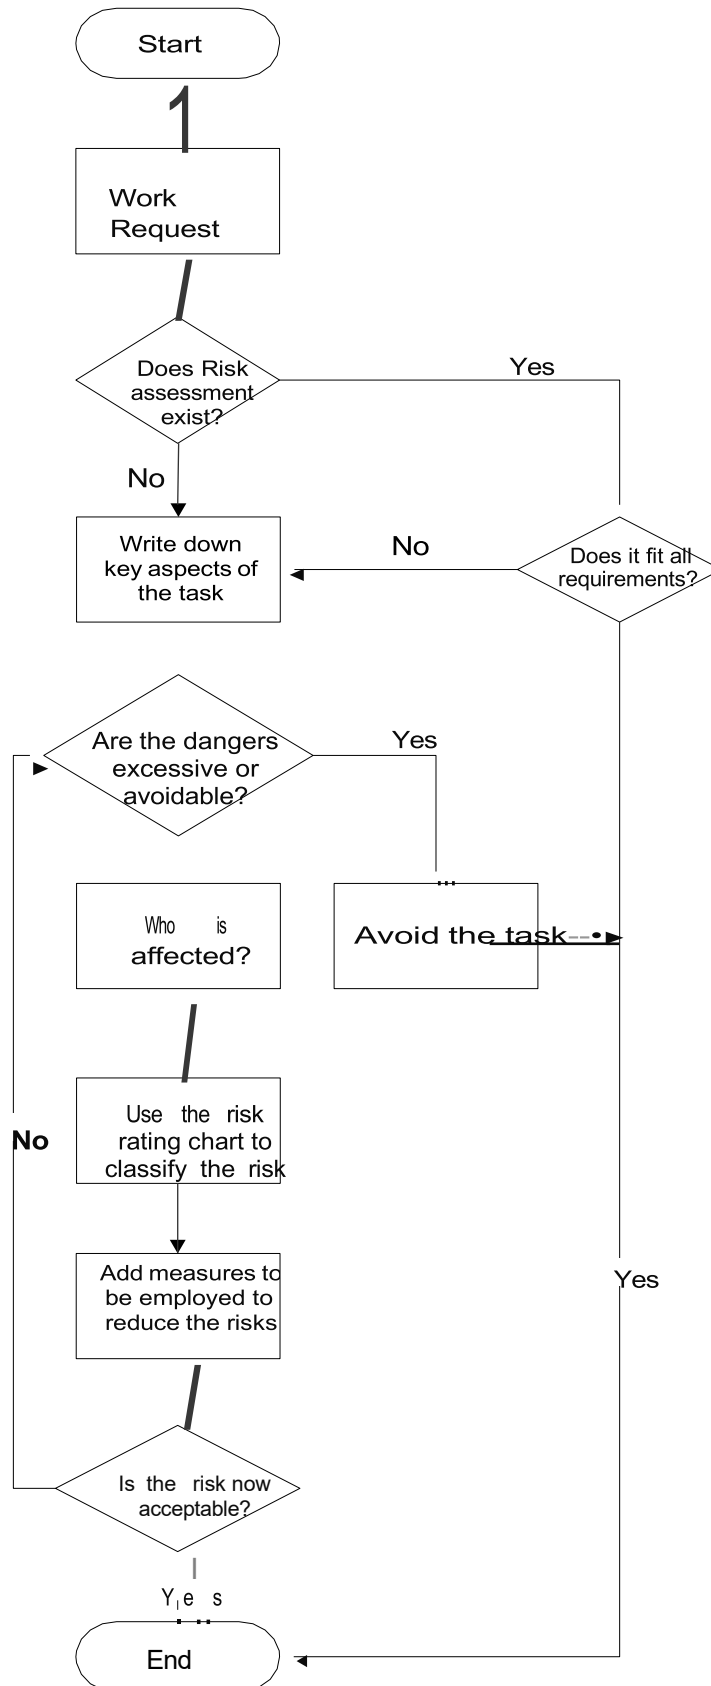 Start
1
Work
Request
Does Risk
assessment
exist?
Yes
No
Write down
key aspects of
the task
No
Does it fit all
requirements?
Are the dangers
excessive or
avoidable?
Yes
Who is
affected?
Avoid the task
Use the risk
rating chart to
classify the risk
No
Add measures to
be employed to
reduce the risks
Yes
Is the risk now
acceptable?
Yes
End